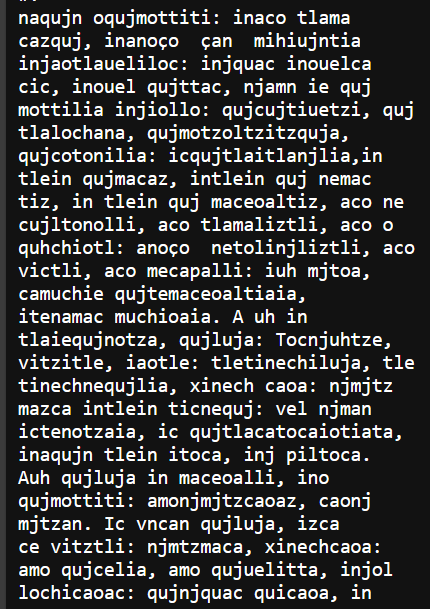 naqujn oqujmottiti: inaco tlama
cazquj, inanoço  çan  mihiujntia
injaotlaueliloc: injquac inouelca
cic, inouel qujttac, njamn ie quj
mottilia injiollo: qujcujtiuetzi, quj
tlalochana, qujmotzoltzitzquja,
qujcotonilia: icqujtlaitlanjlia,in
tlein qujmacaz, intlein quj nemac
tiz, in tlein quj maceoaltiz, aco ne
cujltonolli, aco tlamaliztli, aco o
quhchiotl: anoço  netolinjliztli, aco
victli, aco mecapalli: iuh mjtoa,
camuchie qujtemaceoaltiaia,
itenamac muchioaia. A uh in
tlaiequjnotza, qujluja: Tocnjuhtze,
vitzitle, iaotle: tletinechiluja, tle
tinechnequjlia, xinech caoa: njmjtz
mazca intlein ticnequj: vel njman
ictenotzaia, ic qujtlacatocaiotiata,
inaqujn tlein itoca, inj piltoca.
Auh qujluja in maceoalli, ino
qujmottiti: amonjmjtzcaoaz, caonj
mjtzan. Ic vncan qujluja, izca
ce vitztli: njmtzmaca, xinechcaoa:
amo qujcelia, amo qujuelitta, injol
lochicaoac: qujnjquac quicaoa, in